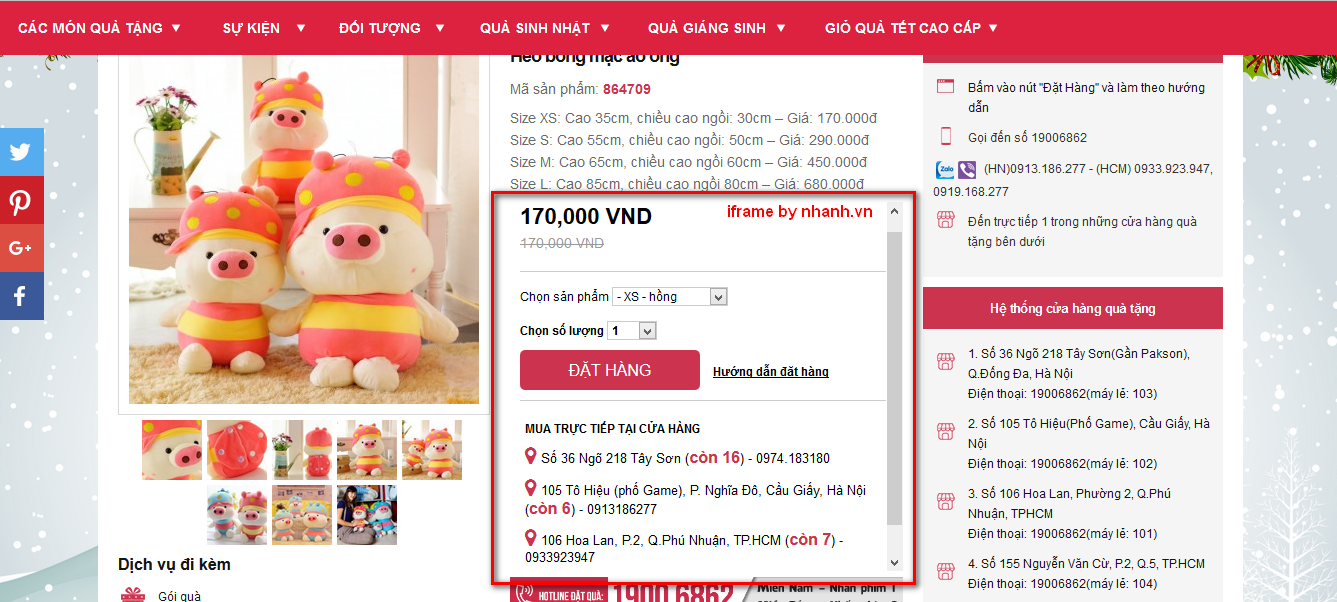 CÁC MÓN QUÀ TẶNG ▼ SỰ KIỆN ▼ ĐỐI TƯỢNG ▼ QUÀ SINH NHẬT ▼ QUÀ GIÁNG SINH ▼ GIỎ QUÀ TẾT CAO CẤP ▼
Heo bông mặc áo ong
Mã sản phẩm: 864709
Size XS: Cao 35cm, chiều cao ngồi: 30cm – Giá: 170.000đ
Size S: Cao 55cm, chiều cao ngồi: 50cm – Giá: 290.000đ
Size M: Cao 65cm, chiều cao ngồi 60cm – Giá: 450.000đ
Size L: Cao 85cm, chiều cao ngồi 80cm – Giá: 680.000đ
170,000 VND
iframe by nhanh.vn
170,000 VND
Chọn sản phẩm - XS - hồng
Chọn số lượng 1
ĐẶT HÀNG Hướng dẫn đăt hàng
MUA TRỰC TIẾP TẠI CỬA HÀNG
Số 36 Ngõ 218 Tây Sơn (còn 16) - 0974.183180
105 Tô Hiệu (phố Game), P. Nghĩa Đô, Cầu Giấy, Hà Nội
(còn 6) - 0913186277
106 Hoa Lan, P.2, Q.Phú Nhuận, TP.HCM (còn 7) -
0933923947
HOTLINE ĐẶT QUÀ: 1900 6862
Miền Nam – Nhấn phím 1
Dịch vụ đi kèm
Gói quà
Bấm vào nút "Đặt Hàng" và làm theo hướng
dẫn
Gọi đến số 19006862
Zalo (HN)0913.186.277 - (HCM) 0933.923.947,
0919.168.277
Đến trực tiếp 1 trong những cửa hàng quà
tặng bên dưới
Hệ thống cửa hàng quà tặng
1. Số 36 Ngõ 218 Tây Sơn(Gần Pakson),
Q.Đống Đa, Hà Nội
Điện thoại: 19006862(máy lẻ: 103)
2. Số 105 Tô Hiệu(Phố Game), Cầu Giấy, Hà
Nội
Điện thoại: 19006862(máy lẻ: 102)
3. Số 106 Hoa Lan, Phường 2, Q.Phú
Nhuận, TPHCM
Điện thoại: 19006862(máy lẻ: 101)
4. Số 155 Nguyễn Văn Cừ, P.2, Q.5, TP.HCM
Điện thoại: 19006862(máy lẻ: 104)